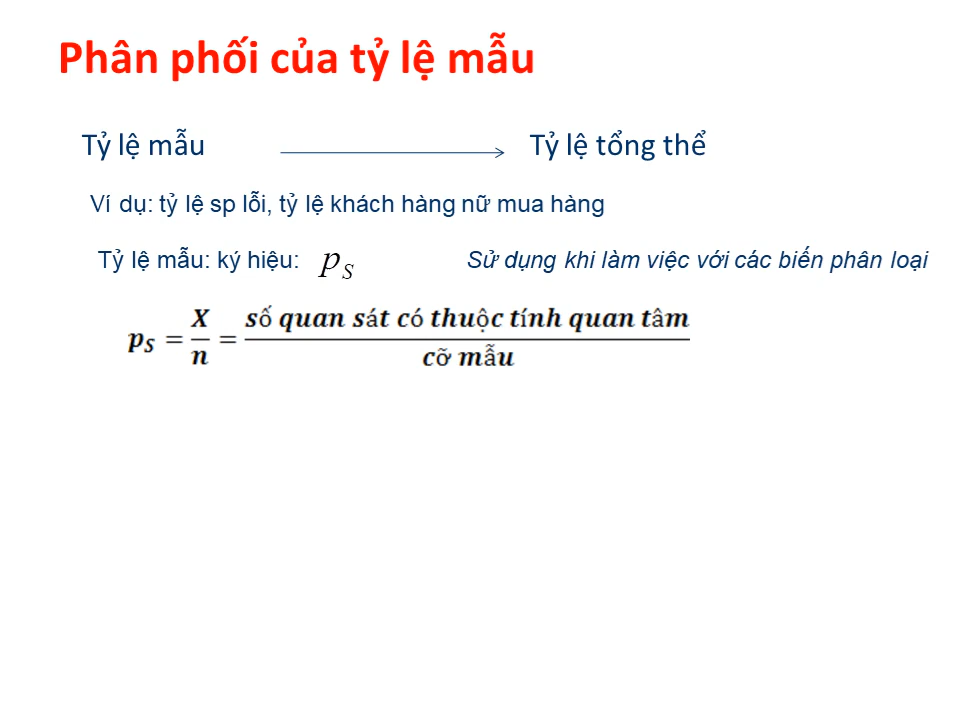 Phân phối của tỷ lệ mẫu
Tỷ lệ mẫu Tỷ lệ tổng thể
Ví dụ: tỷ lệ sp lỗi, tỷ lệ khách hàng nữ mua hàng
Tỷ lệ mẫu: ký hiệu: p_S Sử dụng khi làm việc với các biến phân loại
p_S = X/n = số quan sát có thuộc tính quan tâm / cỡ mẫu